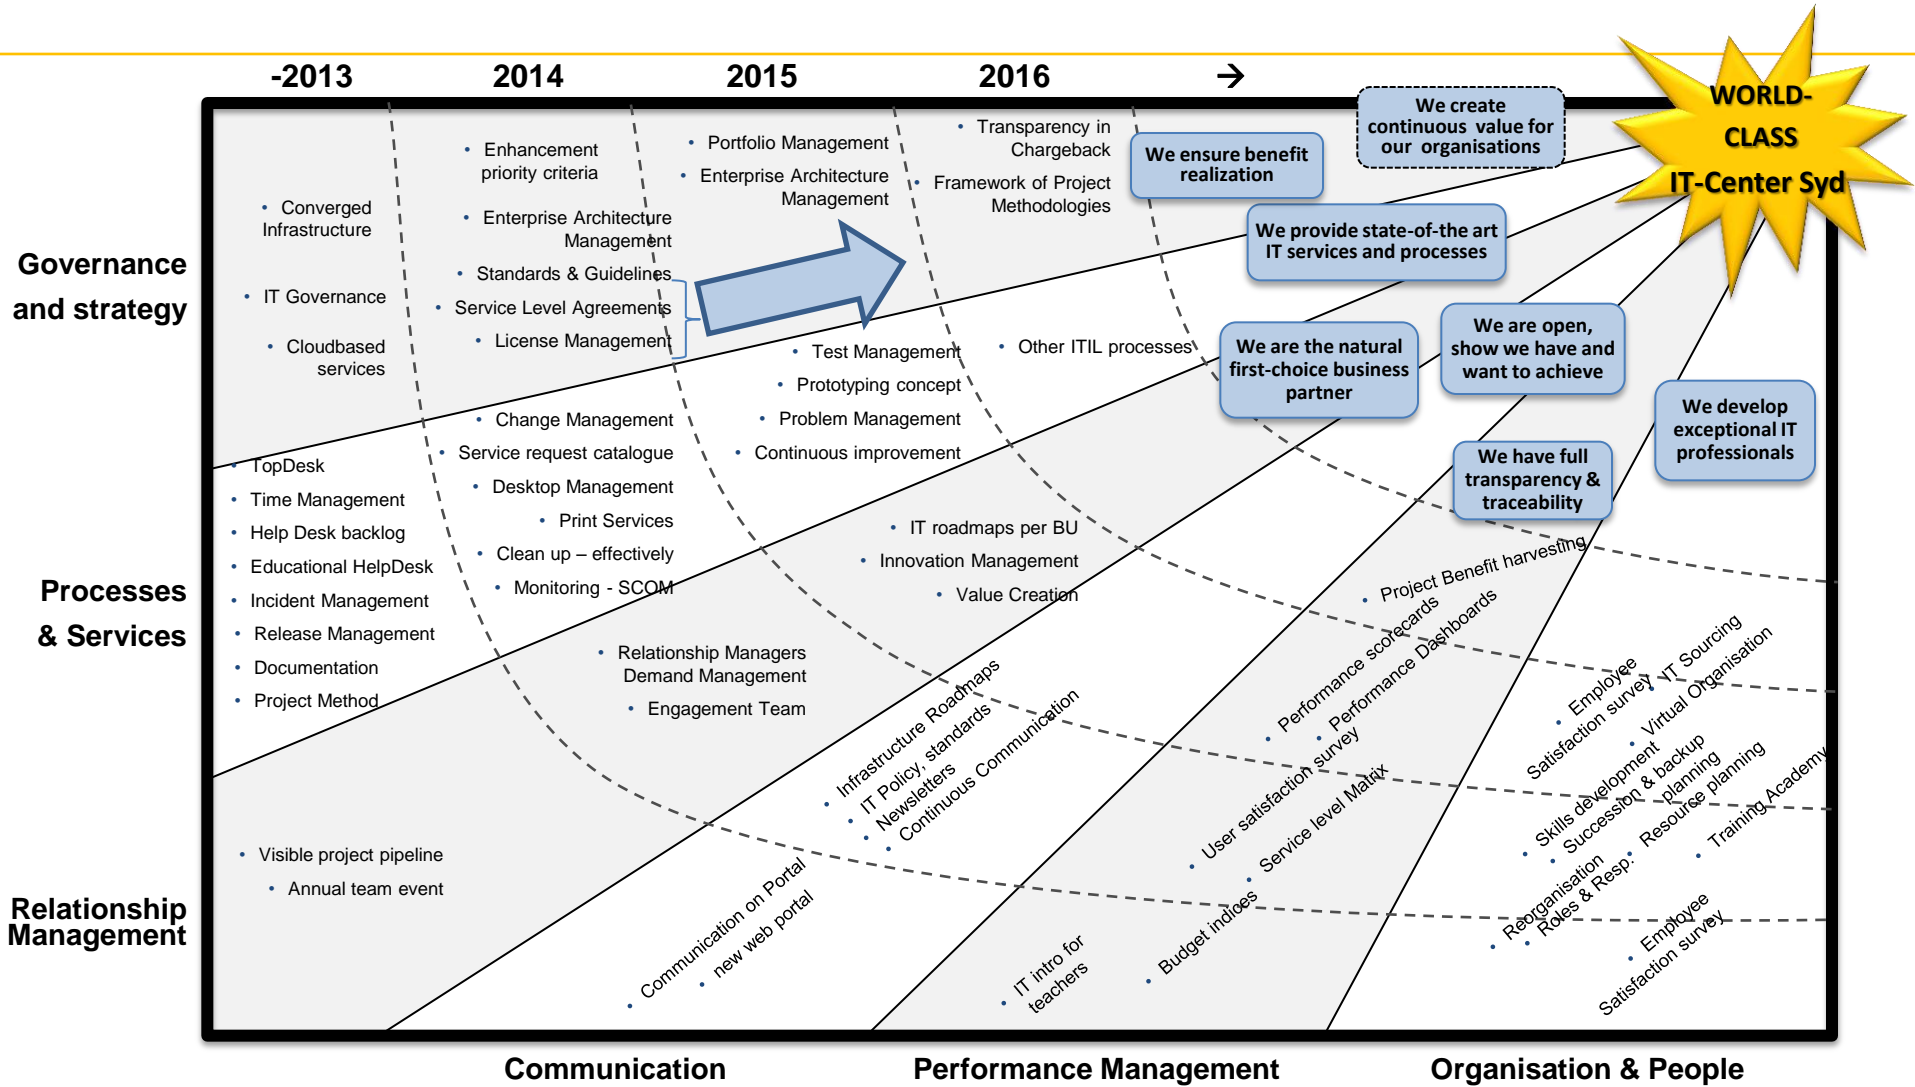 -2013
2014
2015
2016
→
WORLD-
CLASS
IT-Center Syd
We create
continuous value for
our organisations
We ensure benefit
realization
We provide state-of-the art
IT services and processes
We are the natural
first-choice business
partner
We are open,
show we have and
want to achieve
We have full
transparency &
traceability
We develop
exceptional IT
professionals
Governance
and strategy
• Converged
Infrastructure
• IT Governance
• Cloudbased
services
• Enhancement
priority criteria
• Enterprise Architecture
Management
• Standards & Guidelines
• Service Level Agreements
• License Management
• Portfolio Management
• Enterprise Architecture
Management
• Transparency in
Chargeback
• Framework of Project
Methodologies
Processes
& Services
• TopDesk
• Time Management
• Help Desk backlog
• Educational HelpDesk
• Incident Management
• Release Management
• Documentation
• Project Method
• Change Management
• Service request catalogue
• Desktop Management
• Print Services
• Clean up – effectively
• Monitoring - SCOM
• Test Management
• Prototyping concept
• Problem Management
• Continuous improvement
• Other ITIL processes
Relationship
Management
• Visible project pipeline
• Annual team event
• Relationship Managers
Demand Management
• Engagement Team
• IT roadmaps per BU
• Innovation Management
• Value Creation
• Communication on Portal
• new web portal
• Infrastructure Roadmaps
• IT Policy, standards
• Newsletters
• Continuous Communication
• IT intro for
teachers
• Budget indices
• User satisfaction survey
• Service level Matrix
• Performance scorecards
• Performance Dashboards
• Project Benefit harvesting
• Employee
Satisfaction survey
• IT Sourcing
• Virtual Organisation
• Skills development
• Succession & backup
planning
• Resource planning
• Training Academy
• Reorganisation
• Roles & Resp.
• Employee
Satisfaction survey
Communication
Performance Management
Organisation & People